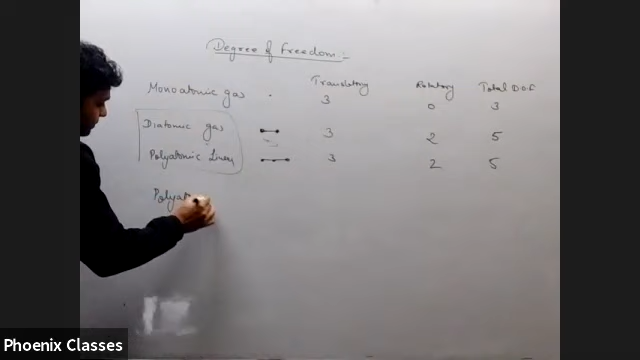 Degree of Freedom :-
Translatory Rotatory Total D.O.F
Monoatomic gas . 3 0 3
Diatomic gas 3 2 5
Polyatomic Linear 3 2 5
Polyat
Phoenix Classes